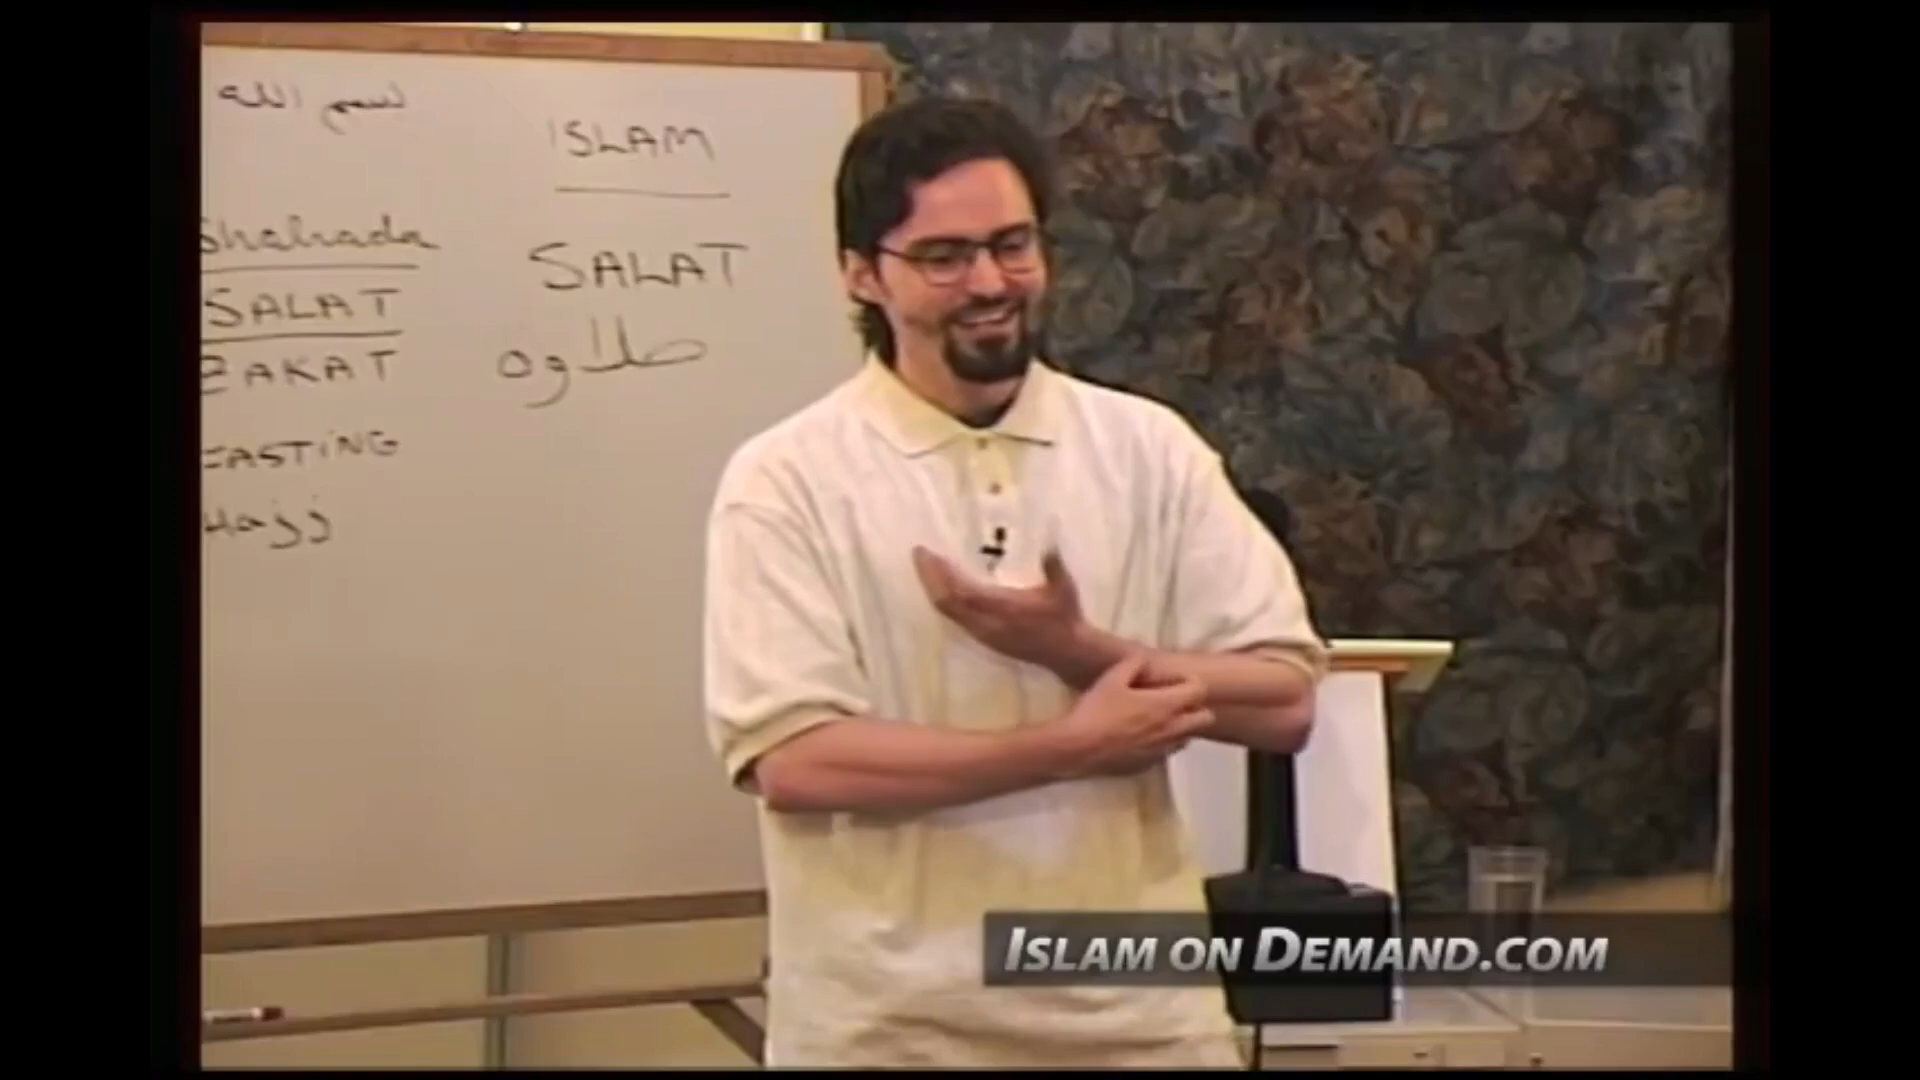 بسم الله
Shahada
SALAT
ZAKAT
FASTING
Hajj
ISLAM
SALAT
صلاوة
ISLAM ON DEMAND.COM